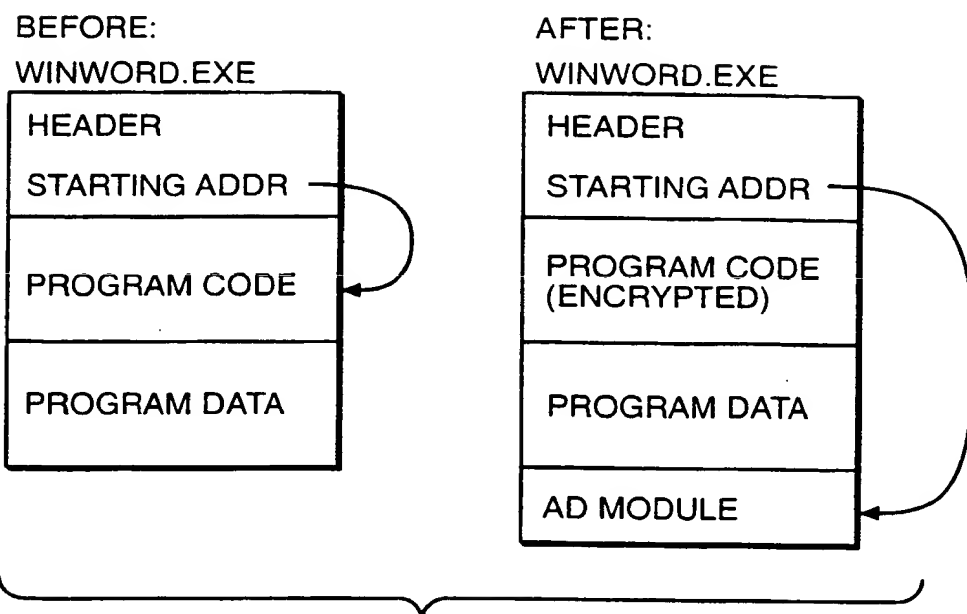 BEFORE:
WINWORD.EXE
HEADER
STARTING ADDR
PROGRAM CODE
PROGRAM DATA
AFTER:
WINWORD.EXE
HEADER
STARTING ADDR
PROGRAM CODE
(ENCRYPTED)
PROGRAM DATA
AD MODULE